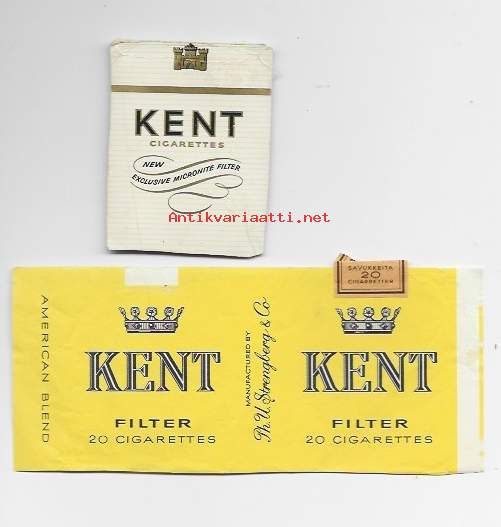 KENT
CIGARETTES
NEW
EXCLUSIVE MICRONITE FILTER
Antikvariaatti.net
AMERICAN BLEND
KENT
FILTER
20 CIGARETTES
MANUFACTURED BY
Ph. U. Strengberg & Co
SAVUKKEITA
20
CIGARRETTER
KENT
FILTER
20 CIGARETTES